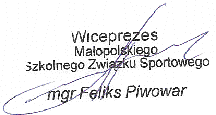 Wiceprezes
Małopolskiego
Szkolnego Związku Sportowego
mgr Feliks Piwowar